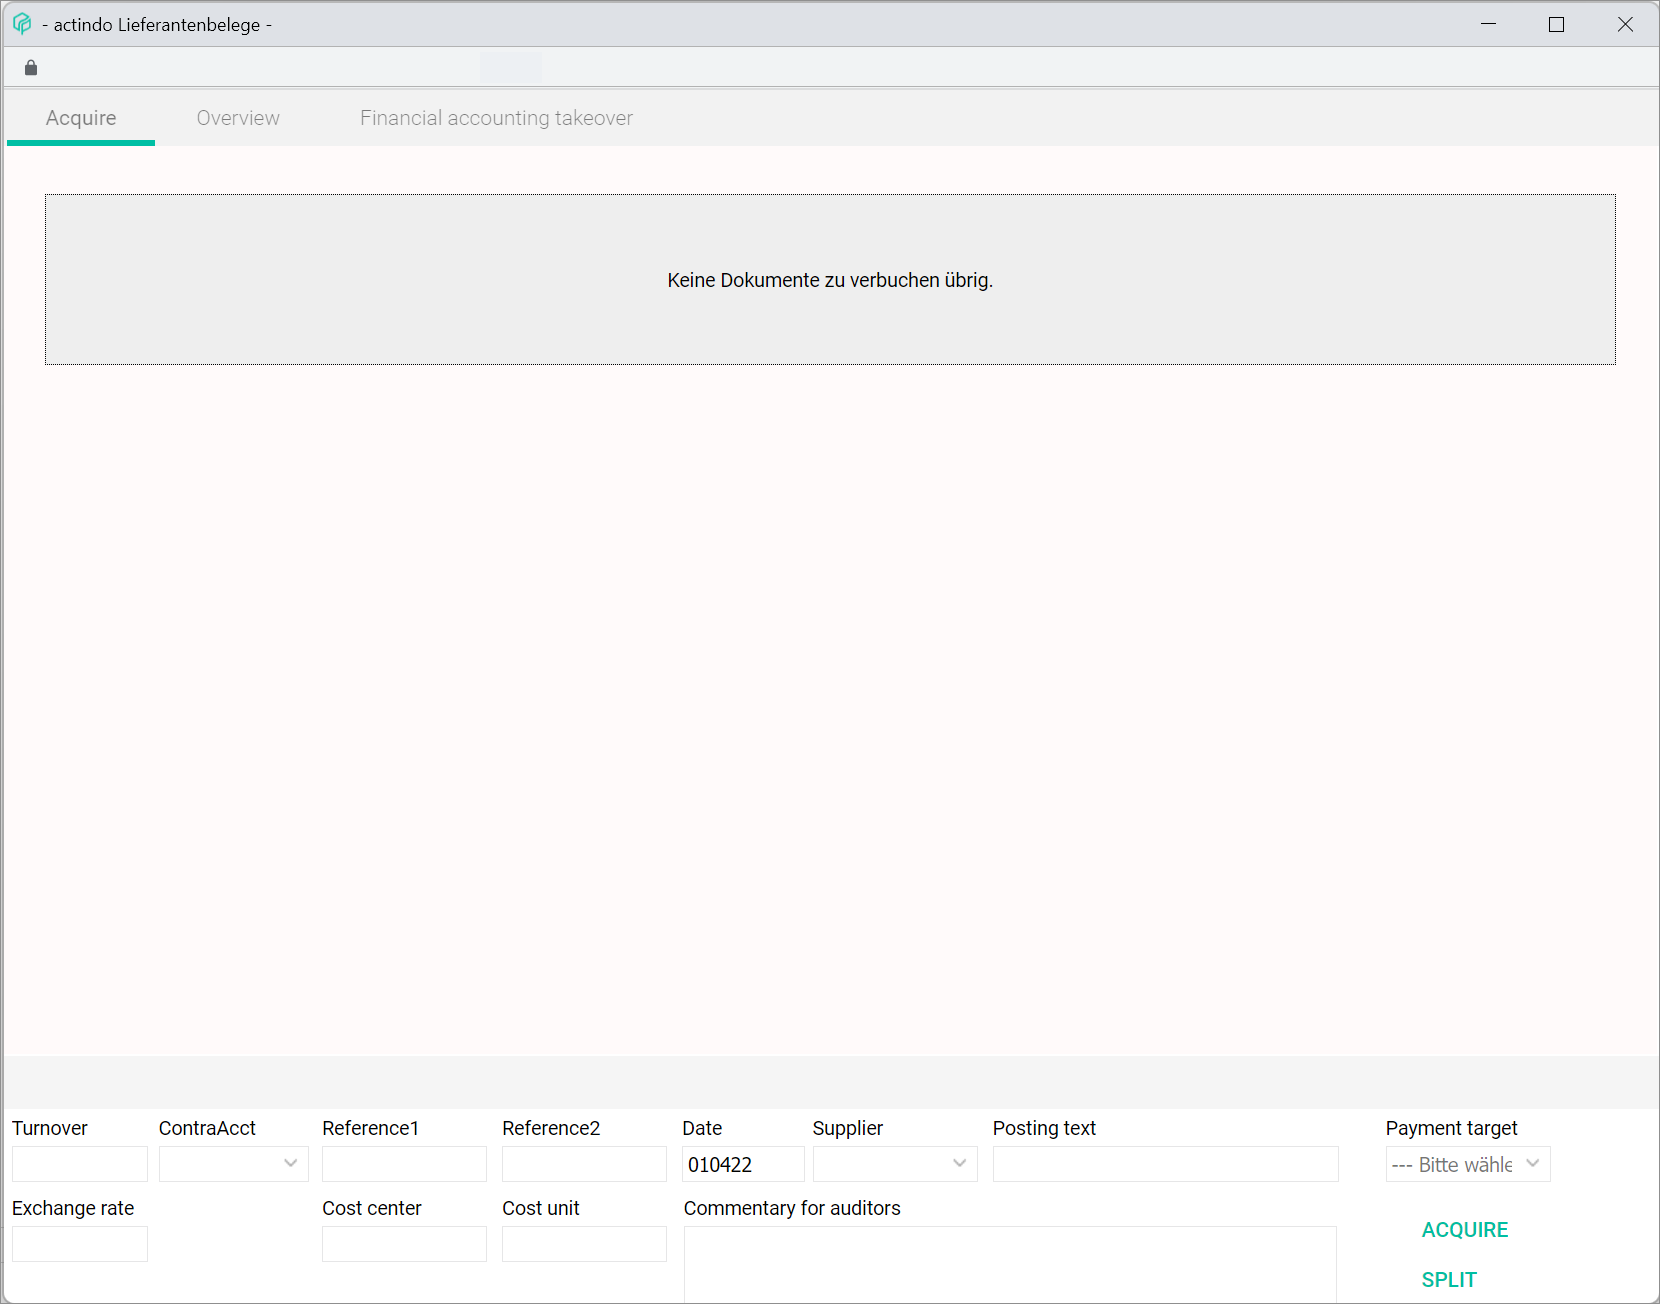 - actindo Lieferantenbelege -
Acquire Overview Financial accounting takeover
Keine Dokumente zu verbuchen übrig.
Turnover ContraAcct Reference1 Reference2 Date Supplier Posting text Payment target
010422 --- Bitte wähle
Exchange rate Cost center Cost unit Commentary for auditors
ACQUIRE
SPLIT